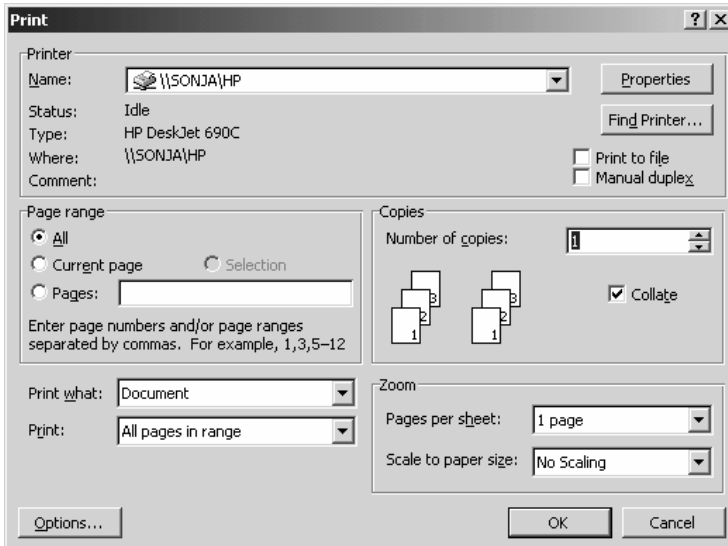 Print
Printer
Name: \\SONJA\HP Properties
Status: Idle
Find Printer...
Type: HP DeskJet 690C
Where: \\SONJA\HP
Print to file
Comment:
Manual duplex
Page range
All
Current page Selection
Pages:
Enter page numbers and/or page ranges
separated by commas. For example, 1,3,5–12
Copies
Number of copies: 1
3 3
2 2
1 1
Collate
Print what: Document
Print: All pages in range
Zoom
Pages per sheet: 1 page
Scale to paper size: No Scaling
Options... OK Cancel